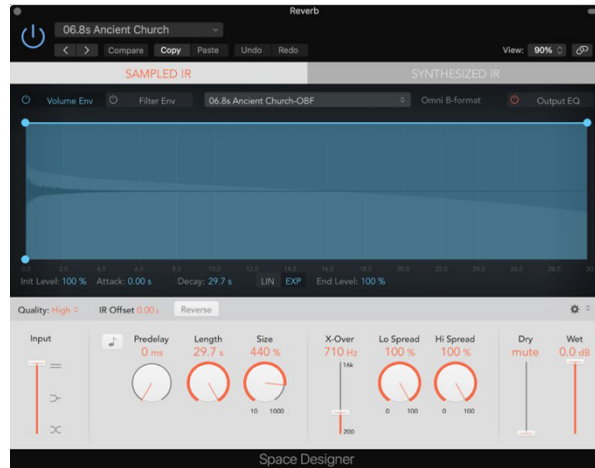 Reverb
06.8s Ancient Church
Compare Copy Paste Undo Redo View: 90%
SAMPLED IR SYNTHESIZED IR
Volume Env Filter Env 06.8s Ancient Church-OBF Omni B-format Output EQ
0.0 2.0 4.0 6.0 8.0 10.0 12.0 14.0 16.0 18.0 20.0 22.0 24.0 26.0 28.0 30
Init Level: 100 % Attack: 0.00 s Decay: 29.7 s LIN EXP End Level: 100 %
Quality: High IR Offset 0.00 s Reverse
Input Predelay Length Size X-Over Lo Spread Hi Spread Dry Wet
0 ms 29.7 s 440 % 710 Hz 100 % 100 % mute 0.0 dB
16k
10 1000 0 100 0 100
200
Space Designer